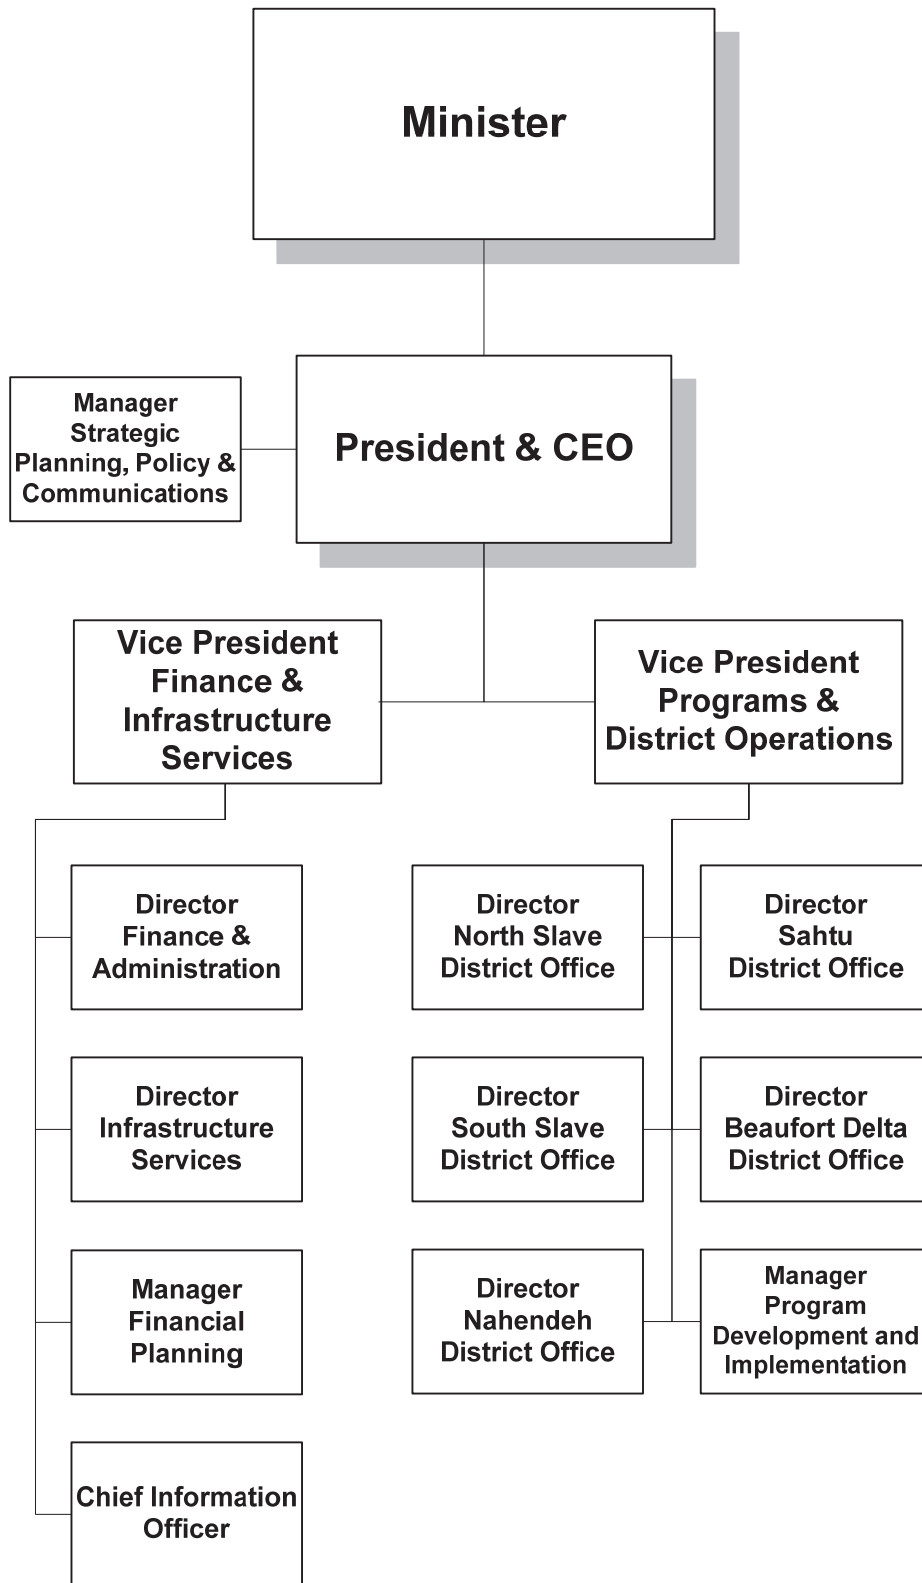 Minister
Manager
Strategic
Planning, Policy &
Communications
President & CEO
Vice President
Finance &
Infrastructure
Services
Vice President
Programs &
District Operations
Director
Finance &
Administration
Director
North Slave
District Office
Director
Sahtu
District Office
Director
Infrastructure
Services
Director
South Slave
District Office
Director
Beaufort Delta
District Office
Manager
Financial
Planning
Director
Nahendeh
District Office
Manager
Program
Development and
Implementation
Chief Information
Officer